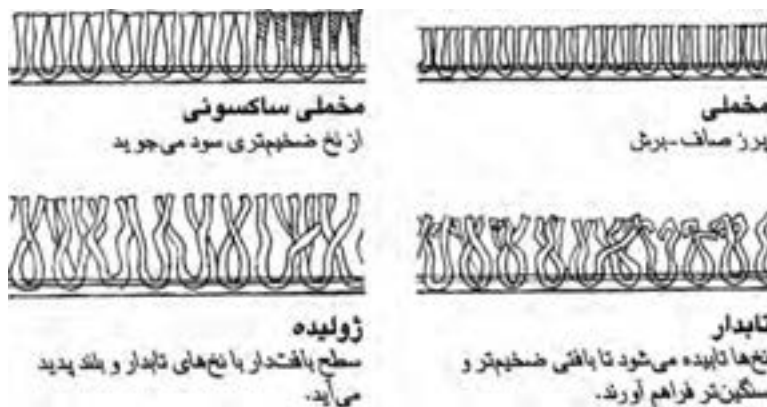 مخملی
پرز صاف-برش
مخملی ساکسونی
از نخ ضخیم‌تری سود می‌جوید
تابدار
نخ‌ها تابیده می‌شود تا بافتی ضخیم‌تر و
سنگین‌تر فراهم آورند.
ژولیده
سطح بافت‌دار با نخ‌های تابدار و بلند پدید
می‌آید.